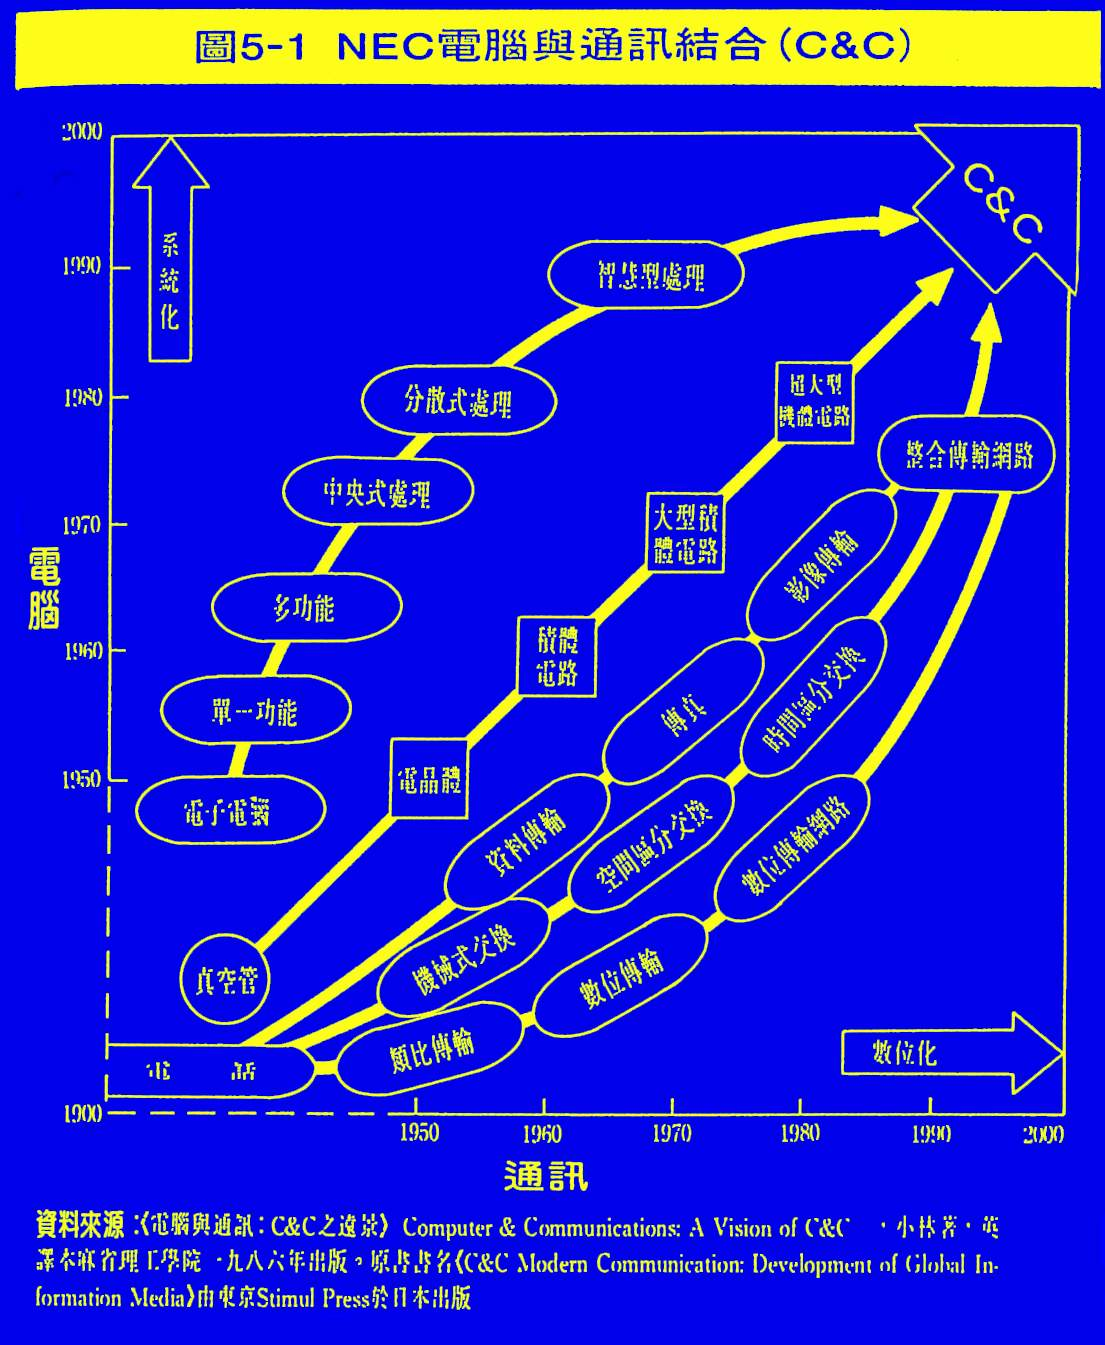 圖5-1 NEC電腦與通訊結合(C&C)
2000
1990
1980
1970
1960
1950
1900
電腦
系統化
C&C
智慧型處理
分散式處理
中央式處理
多功能
單一功能
電子電腦
超大型
機體電路
大型積
體電路
積體
電路
電晶體
真空管
整合傳輸網路
影像傳輸
傳真
資料傳輸
時間區分交換
空間區分交換
機械式交換
數位傳輸網路
數位傳輸
類比傳輸
電話
數位化
1950
1960
1970
1980
1990
2000
通訊
資料來源:〈電腦與通訊:C&C之遠景〉 Computer & Communications: A Vision of C&C ,小林著,英
譯本麻省理工學院一九八六年出版。原書書名〈C&C Modern Communication: Development of Global In-
formation Media〉由東京Stimul Press於日本出版